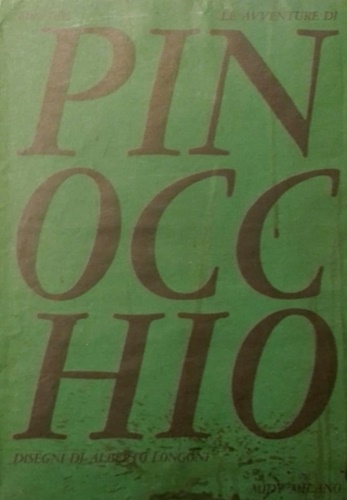 LE AVVENTURE DI
PIN
OCC
HIO
DISEGNI DI ALBERTO LONGONI
MILANO